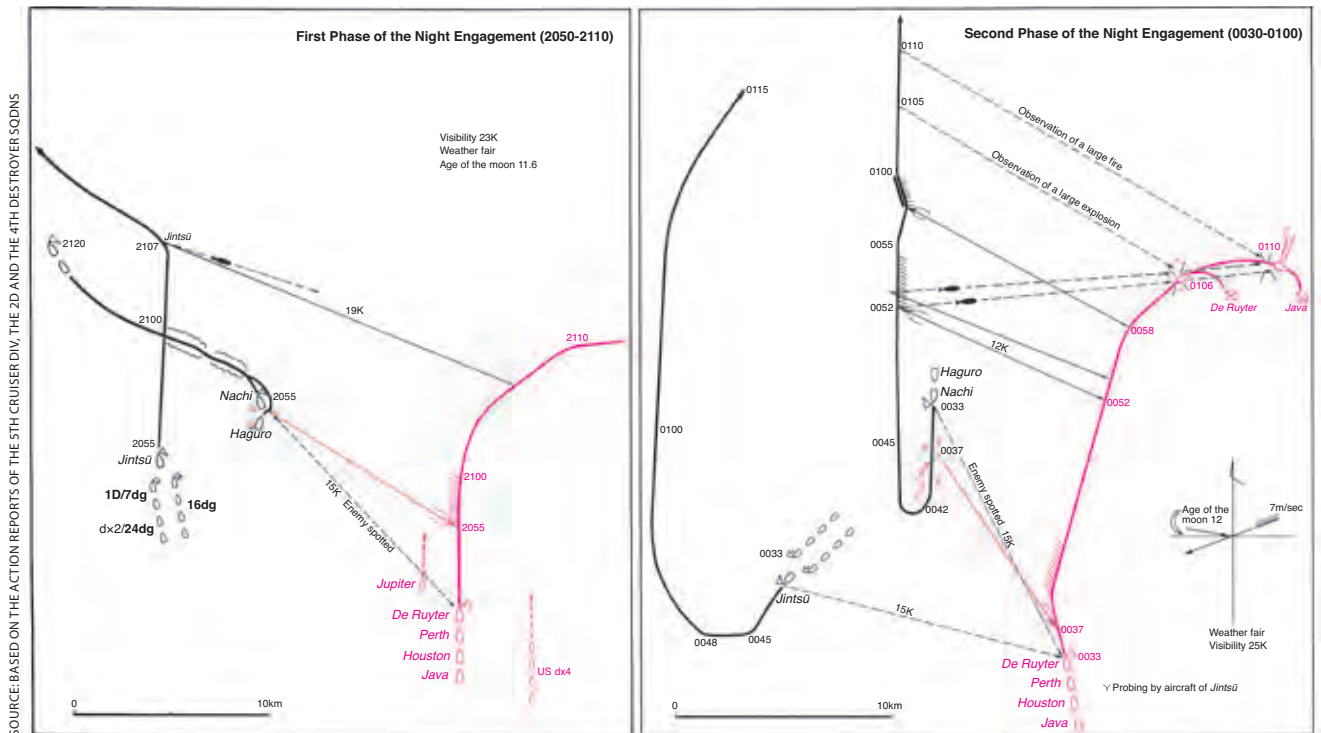 SOURCE: BASED ON THE ACTION REPORTS OF THE 5TH CRUISER DIV, THE 2D AND THE 4TH DESTROYER SQDNS
First Phase of the Night Engagement (2050-2110)
Visibility 23K
Weather fair
Age of the moon 11.6
Jintsū
2107
2120
19K
2100
2110
Nachi
2055
Haguro
2055
Jintsū
1D/7dg
16dg
d×2/24dg
15K
Enemy spotted
2100
2055
Jupiter
De Ruyter
Perth
Houston
Java
US dx4
0
10km
Second Phase of the Night Engagement (0030-0100)
0110
0115
0105
Observation of a large fire
Observation of a large explosion
0100
0055
0110
0106
De Ruyter
Java
0052
0058
12K
0052
Haguro
Nachi
0033
0100
0045
0037
0042
Enemy spotted
15K
Age of the
moon 12
7m/sec
0033
Jintsū
15K
0048
0045
0037
0033
De Ruyter
Perth
Houston
Java
Weather fair
Visibility 25K
Probing by aircraft of Jintsū
0
10km